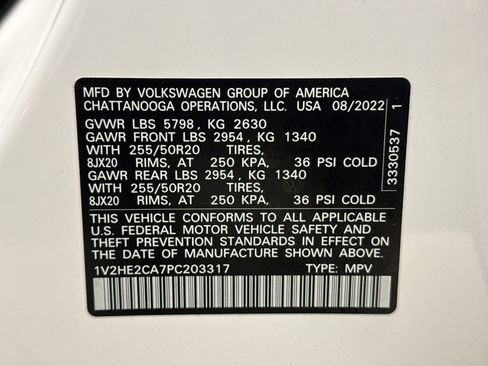 MFD BY VOLKSWAGEN GROUP OF AMERICA
CHATTANOOGA OPERATIONS, LLC. USA 08/2022
GVWR LBS 5798, KG 2630
GAWR FRONT LBS 2954, KG 1340
WITH 255/50R20 TIRES,
8JX20 RIMS, AT 250 KPA, 36 PSI COLD
GAWR REAR LBS 2954, KG 1340
WITH 255/50R20 TIRES,
8JX20 RIMS, AT 250 KPA, 36 PSI COLD
THIS VEHICLE CONFORMS TO ALL APPLICABLE
U.S. FEDERAL MOTOR VEHICLE SAFETY AND
THEFT PREVENTION STANDARDS IN EFFECT ON
THE DATE OF MANUFACTURE SHOWN ABOVE.
1V2HE2CA7PC203317 TYPE: MPV
3330537 1